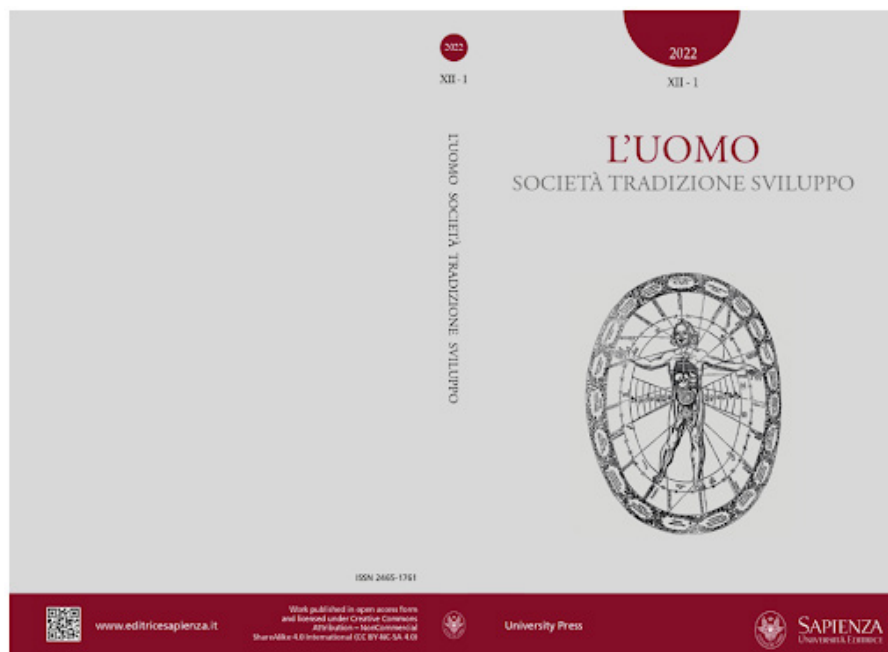 ISSN 2465-1761
www.editricesapienza.it
Work published in open access form
and licensed under Creative Commons
Attribution – NonCommercial
ShareAlike 4.0 International (CC BY-NC-SA 4.0)
2022
XII - 1
L'UOMO SOCIETÀ TRADIZIONE SVILUPPO
2022
XII - 1
L'UOMO
SOCIETÀ TRADIZIONE SVILUPPO
University Press
SAPIENZA
UNIVERSITÀ EDITRICE